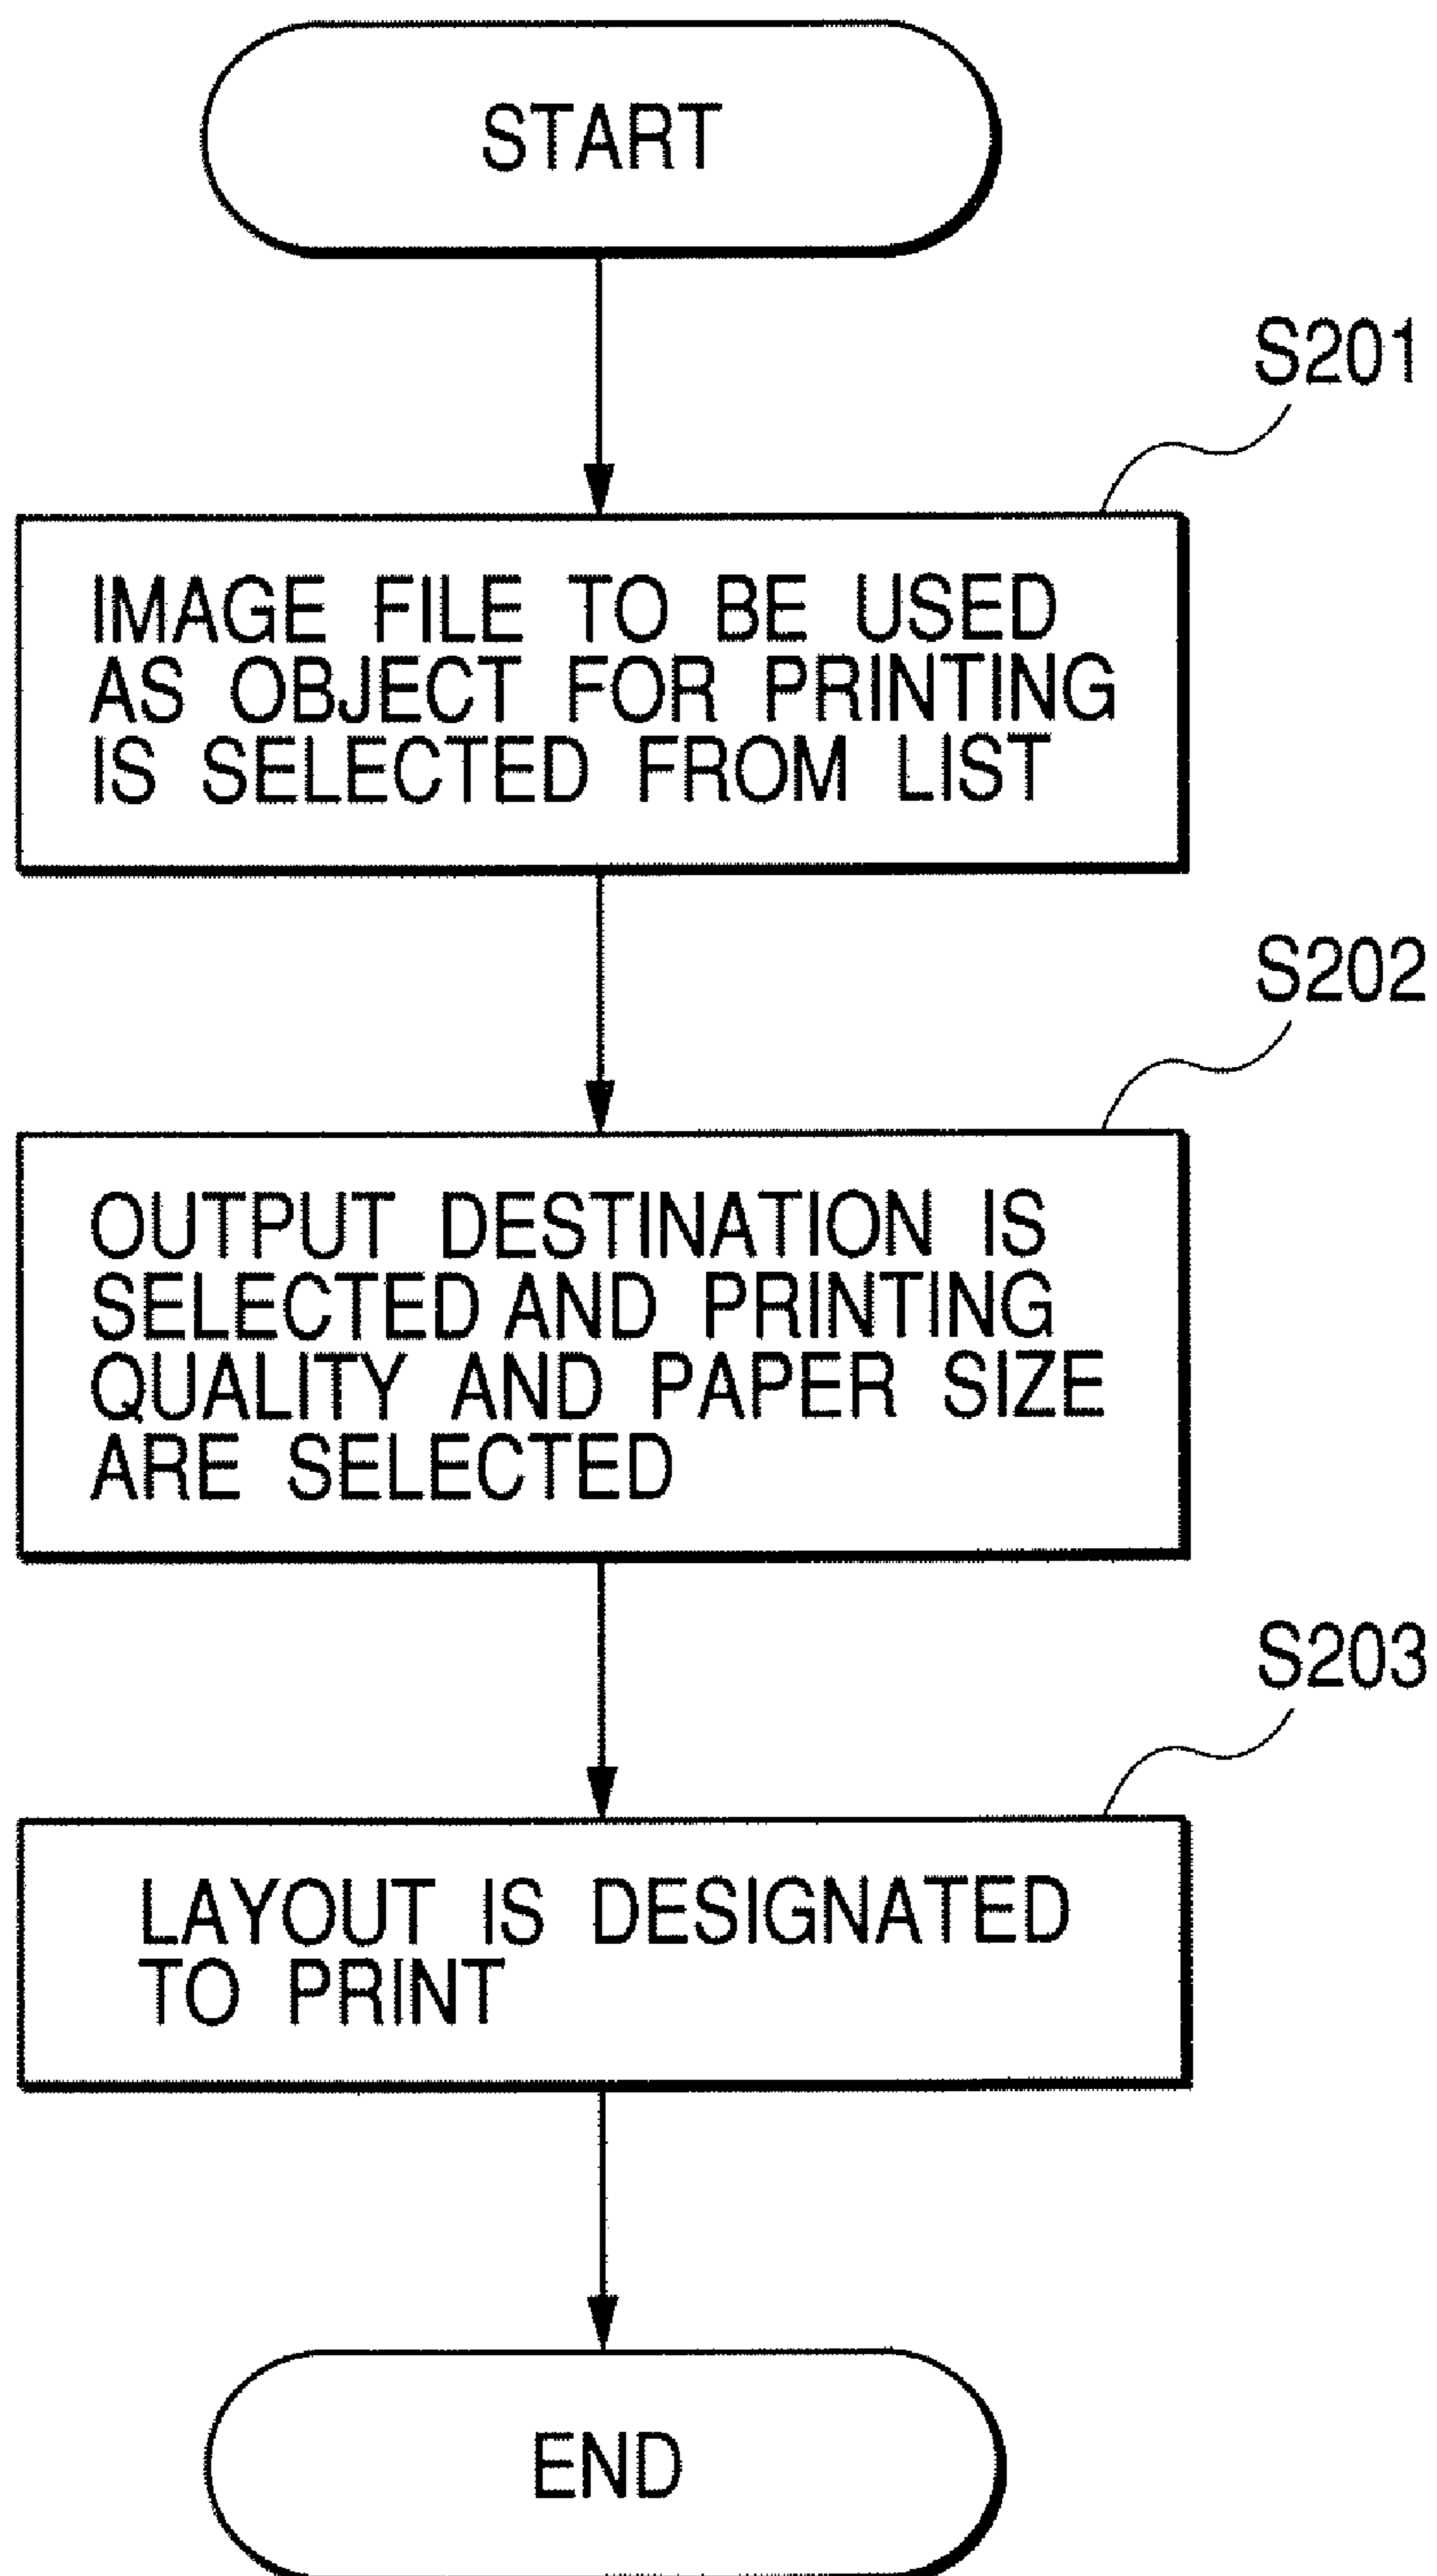 START
S201
IMAGE FILE TO BE USED
AS OBJECT FOR PRINTING
IS SELECTED FROM LIST
S202
OUTPUT DESTINATION IS
SELECTED AND PRINTING
QUALITY AND PAPER SIZE
ARE SELECTED
S203
LAYOUT IS DESIGNATED
TO PRINT
END